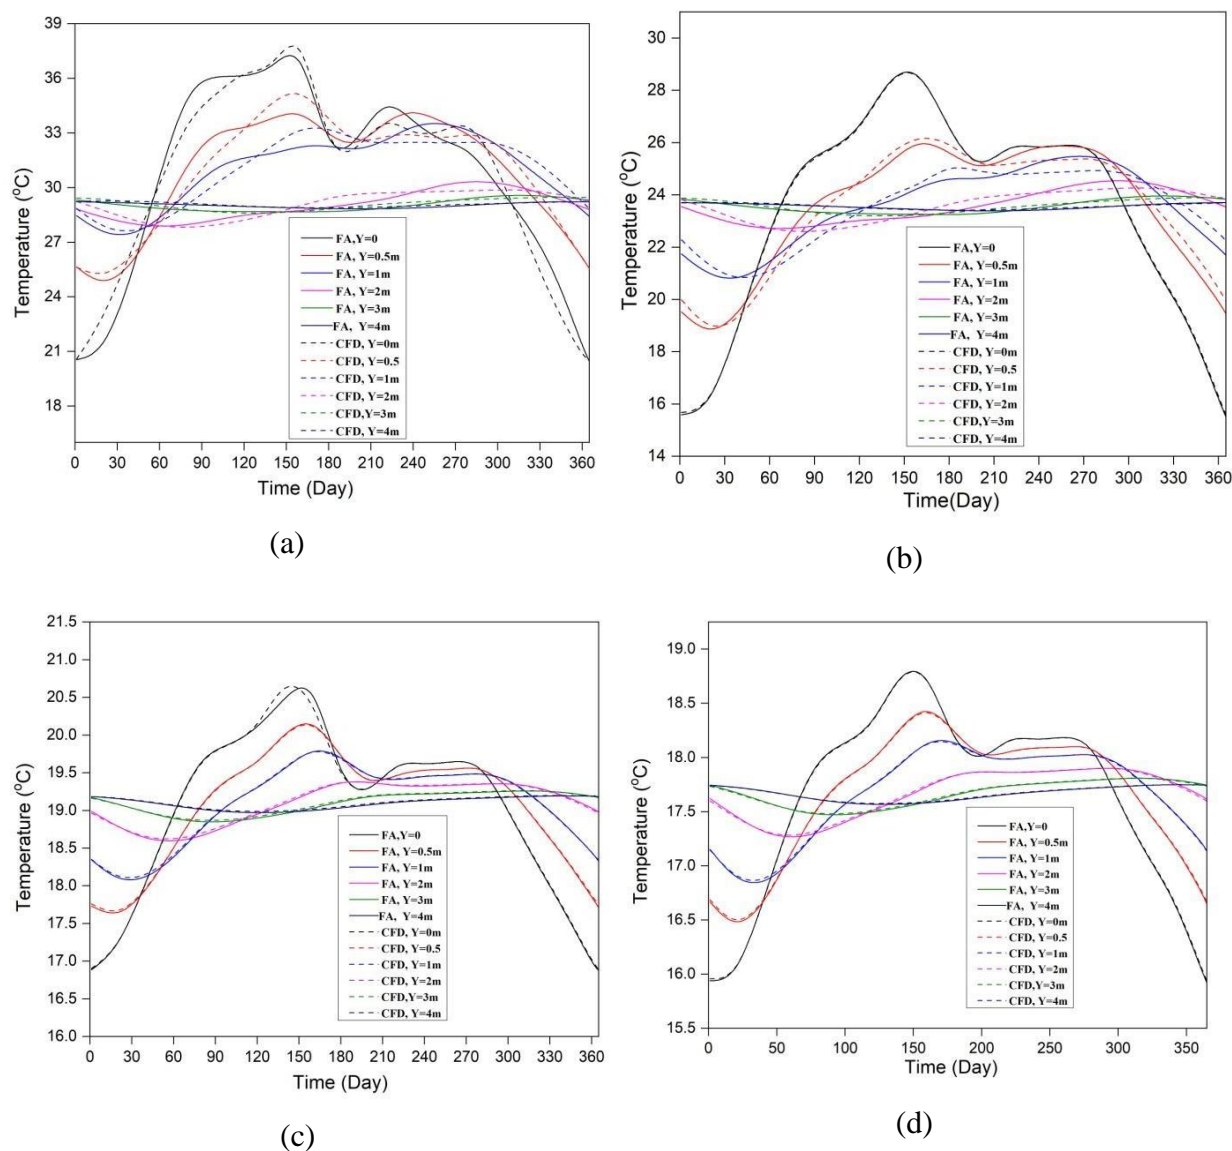 39
36
33
30
27
24
21
18
Temperature (°C)
FA,Y=0
FA, Y=0.5m
FA, Y=1m
FA, Y=2m
FA, Y=3m
FA, Y=4m
CFD, Y=0m
CFD, Y=0.5
CFD, Y=1m
CFD, Y=2m
CFD,Y=3m
CFD, Y=4m
0 30 60 90 120 150 180 210 240 270 300 330 360
Time (Day)
(a)
30
28
26
24
22
20
18
16
14
Temperature (°C)
FA,Y=0
FA, Y=0.5m
FA, Y=1m
FA, Y=2m
FA, Y=3m
FA, Y=4m
CFD, Y=0m
CFD, Y=0.5
CFD, Y=1m
CFD, Y=2m
CFD,Y=3m
CFD, Y=4m
0 30 60 90 120 150 180 210 240 270 300 330 360
Time(Day)
(b)
21.5
21.0
20.5
20.0
19.5
19.0
18.5
18.0
17.5
17.0
16.5
16.0
Temperature (°C)
FA,Y=0
FA, Y=0.5m
FA, Y=1m
FA, Y=2m
FA, Y=3m
FA, Y=4m
CFD, Y=0m
CFD, Y=0.5
CFD, Y=1m
CFD, Y=2m
CFD,Y=3m
CFD, Y=4m
0 30 60 90 120 150 180 210 240 270 300 330 360
Time (Day)
(c)
19.0
18.5
18.0
17.5
17.0
16.5
16.0
15.5
Temperature (°C)
FA,Y=0
FA, Y=0.5m
FA, Y=1m
FA, Y=2m
FA, Y=3m
FA, Y=4m
CFD, Y=0m
CFD, Y=0.5
CFD, Y=1m
CFD, Y=2m
CFD,Y=3m
CFD, Y=4m
0 50 100 150 200 250 300 350
Time (Day)
(d)